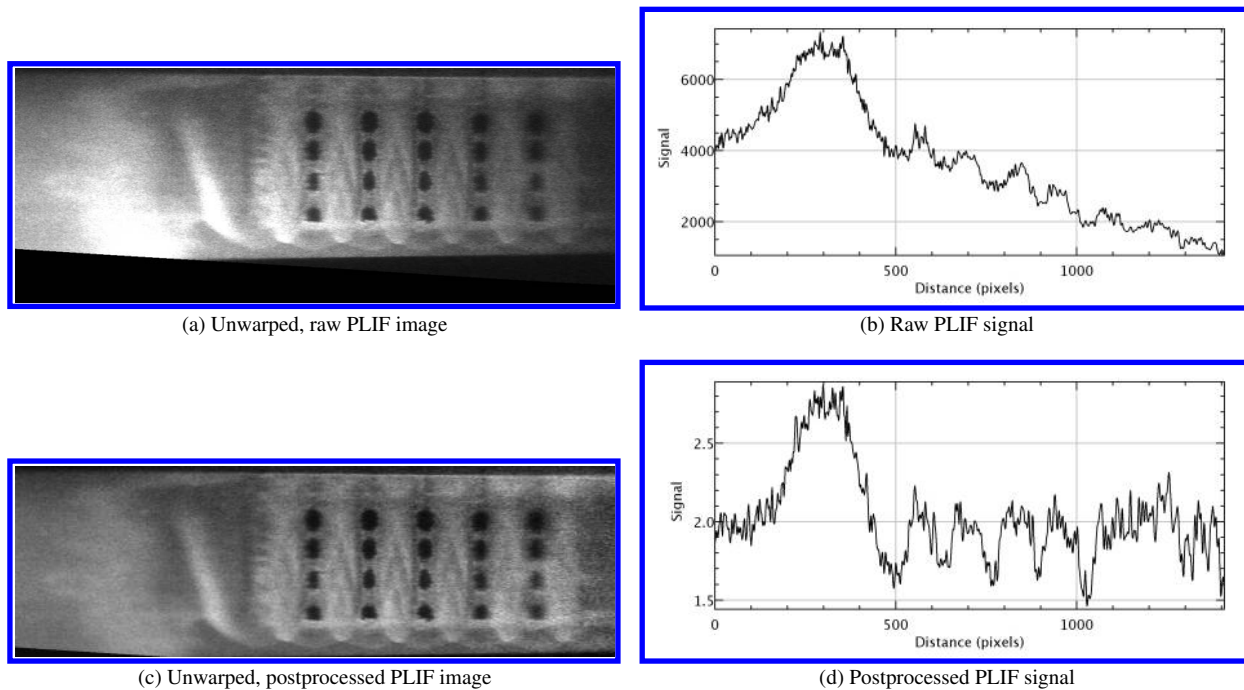 6000
4000
2000
Signal
0
500
1000
Distance (pixels)
(a) Unwarped, raw PLIF image
(b) Raw PLIF signal
2.5
2.0
1.5
Signal
0
500
1000
Distance (pixels)
(c) Unwarped, postprocessed PLIF image
(d) Postprocessed PLIF signal